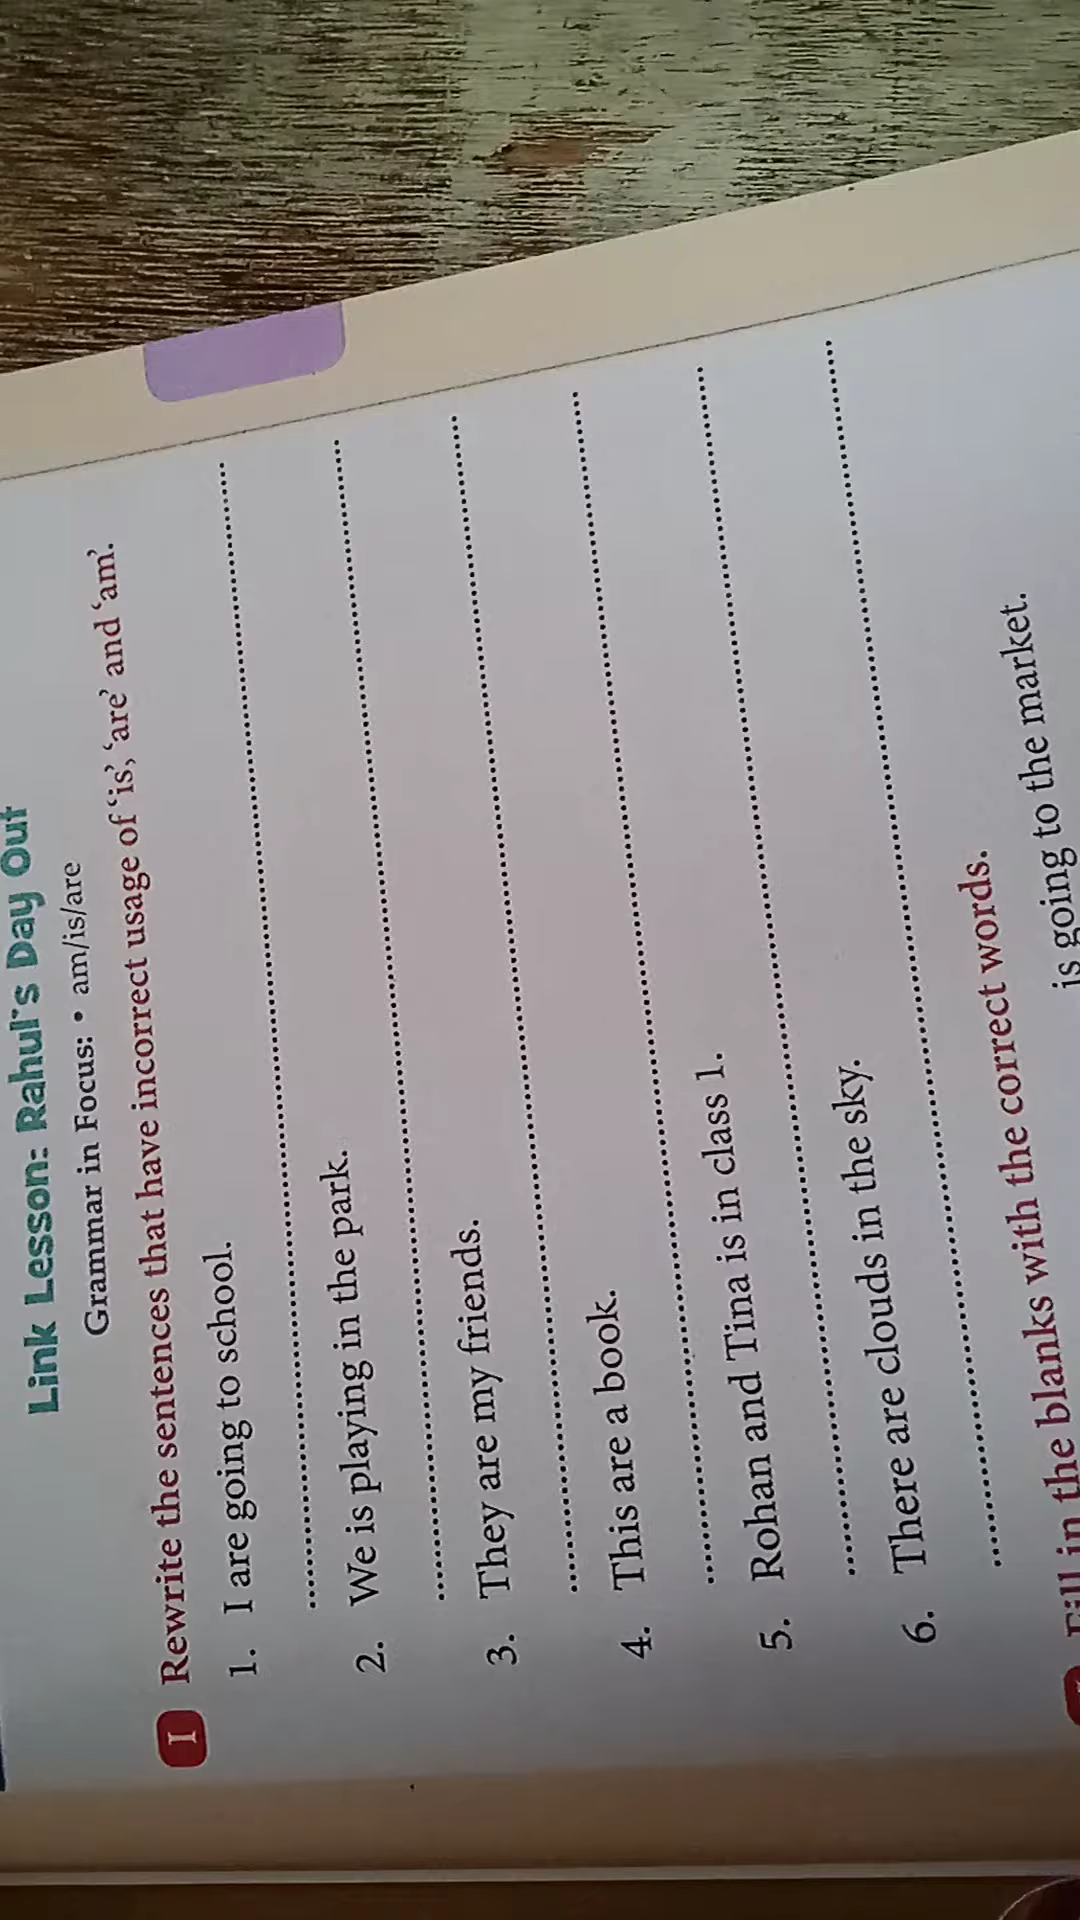 Link Lesson: Rahul's Day Out
Grammar in Focus: • am/is/are
I Rewrite the sentences that have incorrect usage of ‘is’, ‘are’ and ‘am’.
1. I are going to school.
2. We is playing in the park.
3. They are my friends.
4. This are a book.
5. Rohan and Tina is in class 1.
6. There are clouds in the sky.
Fill in the blanks with the correct words.
is going to the market.